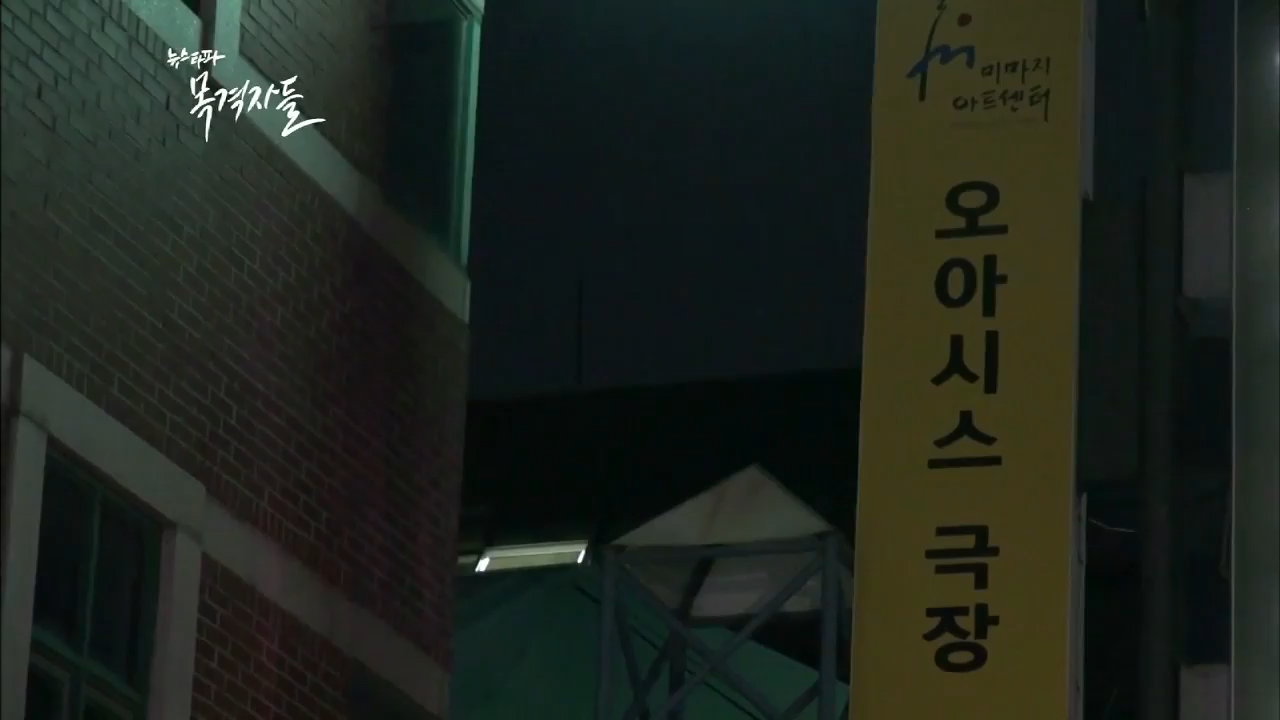 뉴스타파
목격자들
미마지
아트센터
오아시스 극장